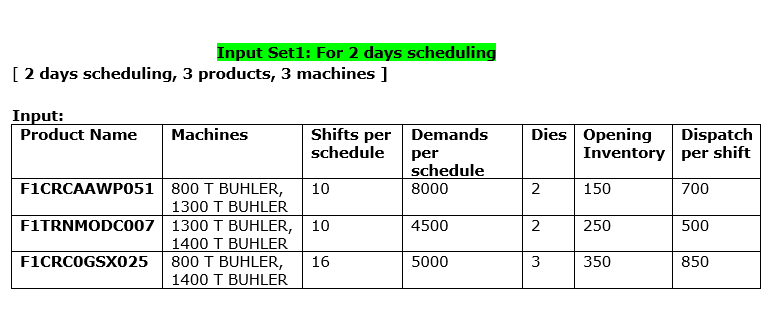 Input Set1: For 2 days scheduling
[ 2 days scheduling, 3 products, 3 machines ]
Input:
Product Name Machines Shifts per schedule Demands per schedule Dies Opening Inventory Dispatch per shift
F1CRCAAWP051 800 T BUHLER, 1300 T BUHLER 10 8000 2 150 700
F1TRNMODC007 1300 T BUHLER, 1400 T BUHLER 10 4500 2 250 500
F1CRC0GSX025 800 T BUHLER, 1400 T BUHLER 16 5000 3 350 850